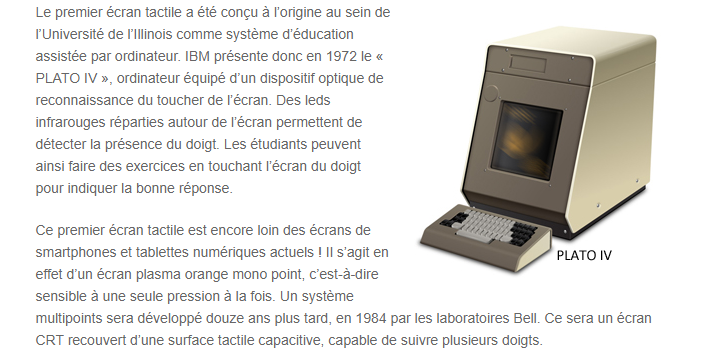 Le premier écran tactile a été conçu à l’origine au sein de
l’Université de l’Illinois comme système d’éducation
assistée par ordinateur. IBM présente donc en 1972 le «
PLATO IV », ordinateur équipé d’un dispositif optique de
reconnaissance du toucher de l’écran. Des leds
infrarouges réparties autour de l’écran permettent de
détecter la présence du doigt. Les étudiants peuvent
ainsi faire des exercices en touchant l’écran du doigt
pour indiquer la bonne réponse.
Ce premier écran tactile est encore loin des écrans de
smartphones et tablettes numériques actuels ! Il s’agit en
effet d’un écran plasma orange mono point, c’est-à-dire
sensible à une seule pression à la fois. Un système
multipoints sera développé douze ans plus tard, en 1984 par les laboratoires Bell. Ce sera un écran
CRT recouvert d’une surface tactile capacitive, capable de suivre plusieurs doigts.
PLATO IV